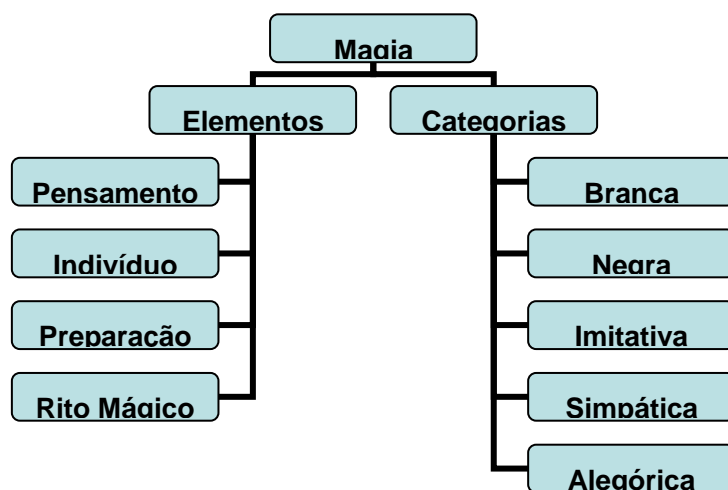 Magia
Elementos
Categorias
Pensamento
Branca
Indivíduo
Negra
Preparação
Imitativa
Rito Mágico
Simpática
Alegórica